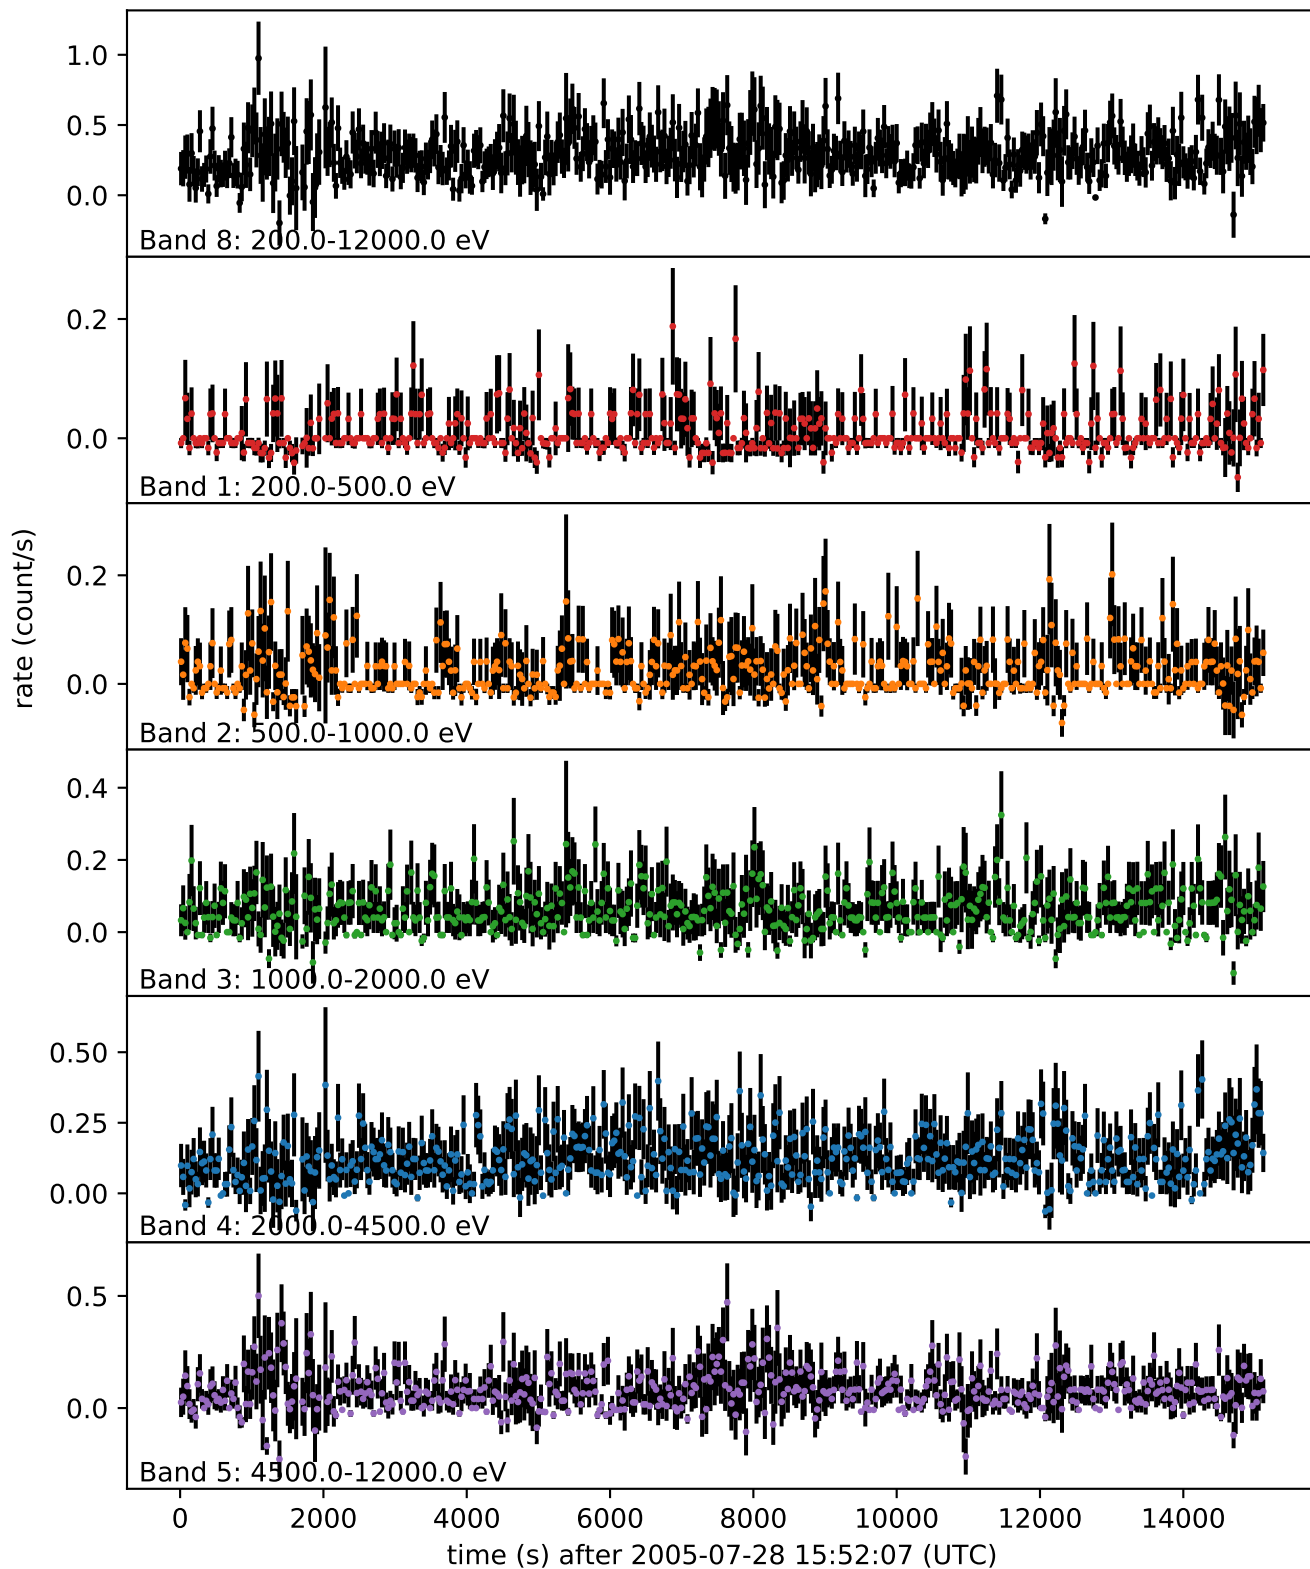 1.0
0.5
0.0
Band 8: 200.0-12000.0 eV
0.2
0.0
Band 1: 200.0-500.0 eV
rate (count/s)
0.2
0.0
Band 2: 500.0-1000.0 eV
0.4
0.2
0.0
Band 3: 1000.0-2000.0 eV
0.50
0.25
0.00
Band 4: 2000.0-4500.0 eV
0.5
0.0
Band 5: 4500.0-12000.0 eV
0 2000 4000 6000 8000 10000 12000 14000
time (s) after 2005-07-28 15:52:07 (UTC)